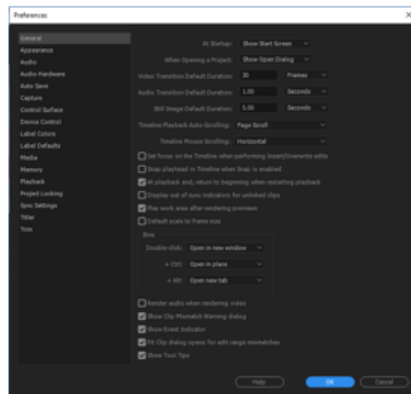 Preferences
General
Appearance
Audio
Audio Hardware
Auto Save
Capture
Control Surface
Device Control
Label Colors
Label Defaults
Media
Memory
Playback
Project Locking
Sync Settings
Titler
Trim
At Startup: Show Start Screen
When Opening a Project: Show Open Dialog
Video Transition Default Duration: 30 Frames
Audio Transition Default Duration: 1.00 Seconds
Still Image Default Duration: 5.00 Seconds
Timeline Playback Auto-Scrolling: Page Scroll
Timeline Mouse Scrolling: Horizontal
Set focus on the Timeline when performing Insert/Overwrite edits
Snap playhead in Timeline when Snap is enabled
At playback end, return to beginning when restarting playback
Display out of sync indicators for unlinked clips
Play work area after rendering previews
Default scale to frame size
Bins
Double-click: Open in new window
+ Ctrl: Open in place
+ Alt: Open new tab
Render audio when rendering video
Show Clip Mismatch Warning dialog
Show Event Indicator
Fit Clip dialog opens for edit range mismatches
Show Tool Tips
Help OK Cancel